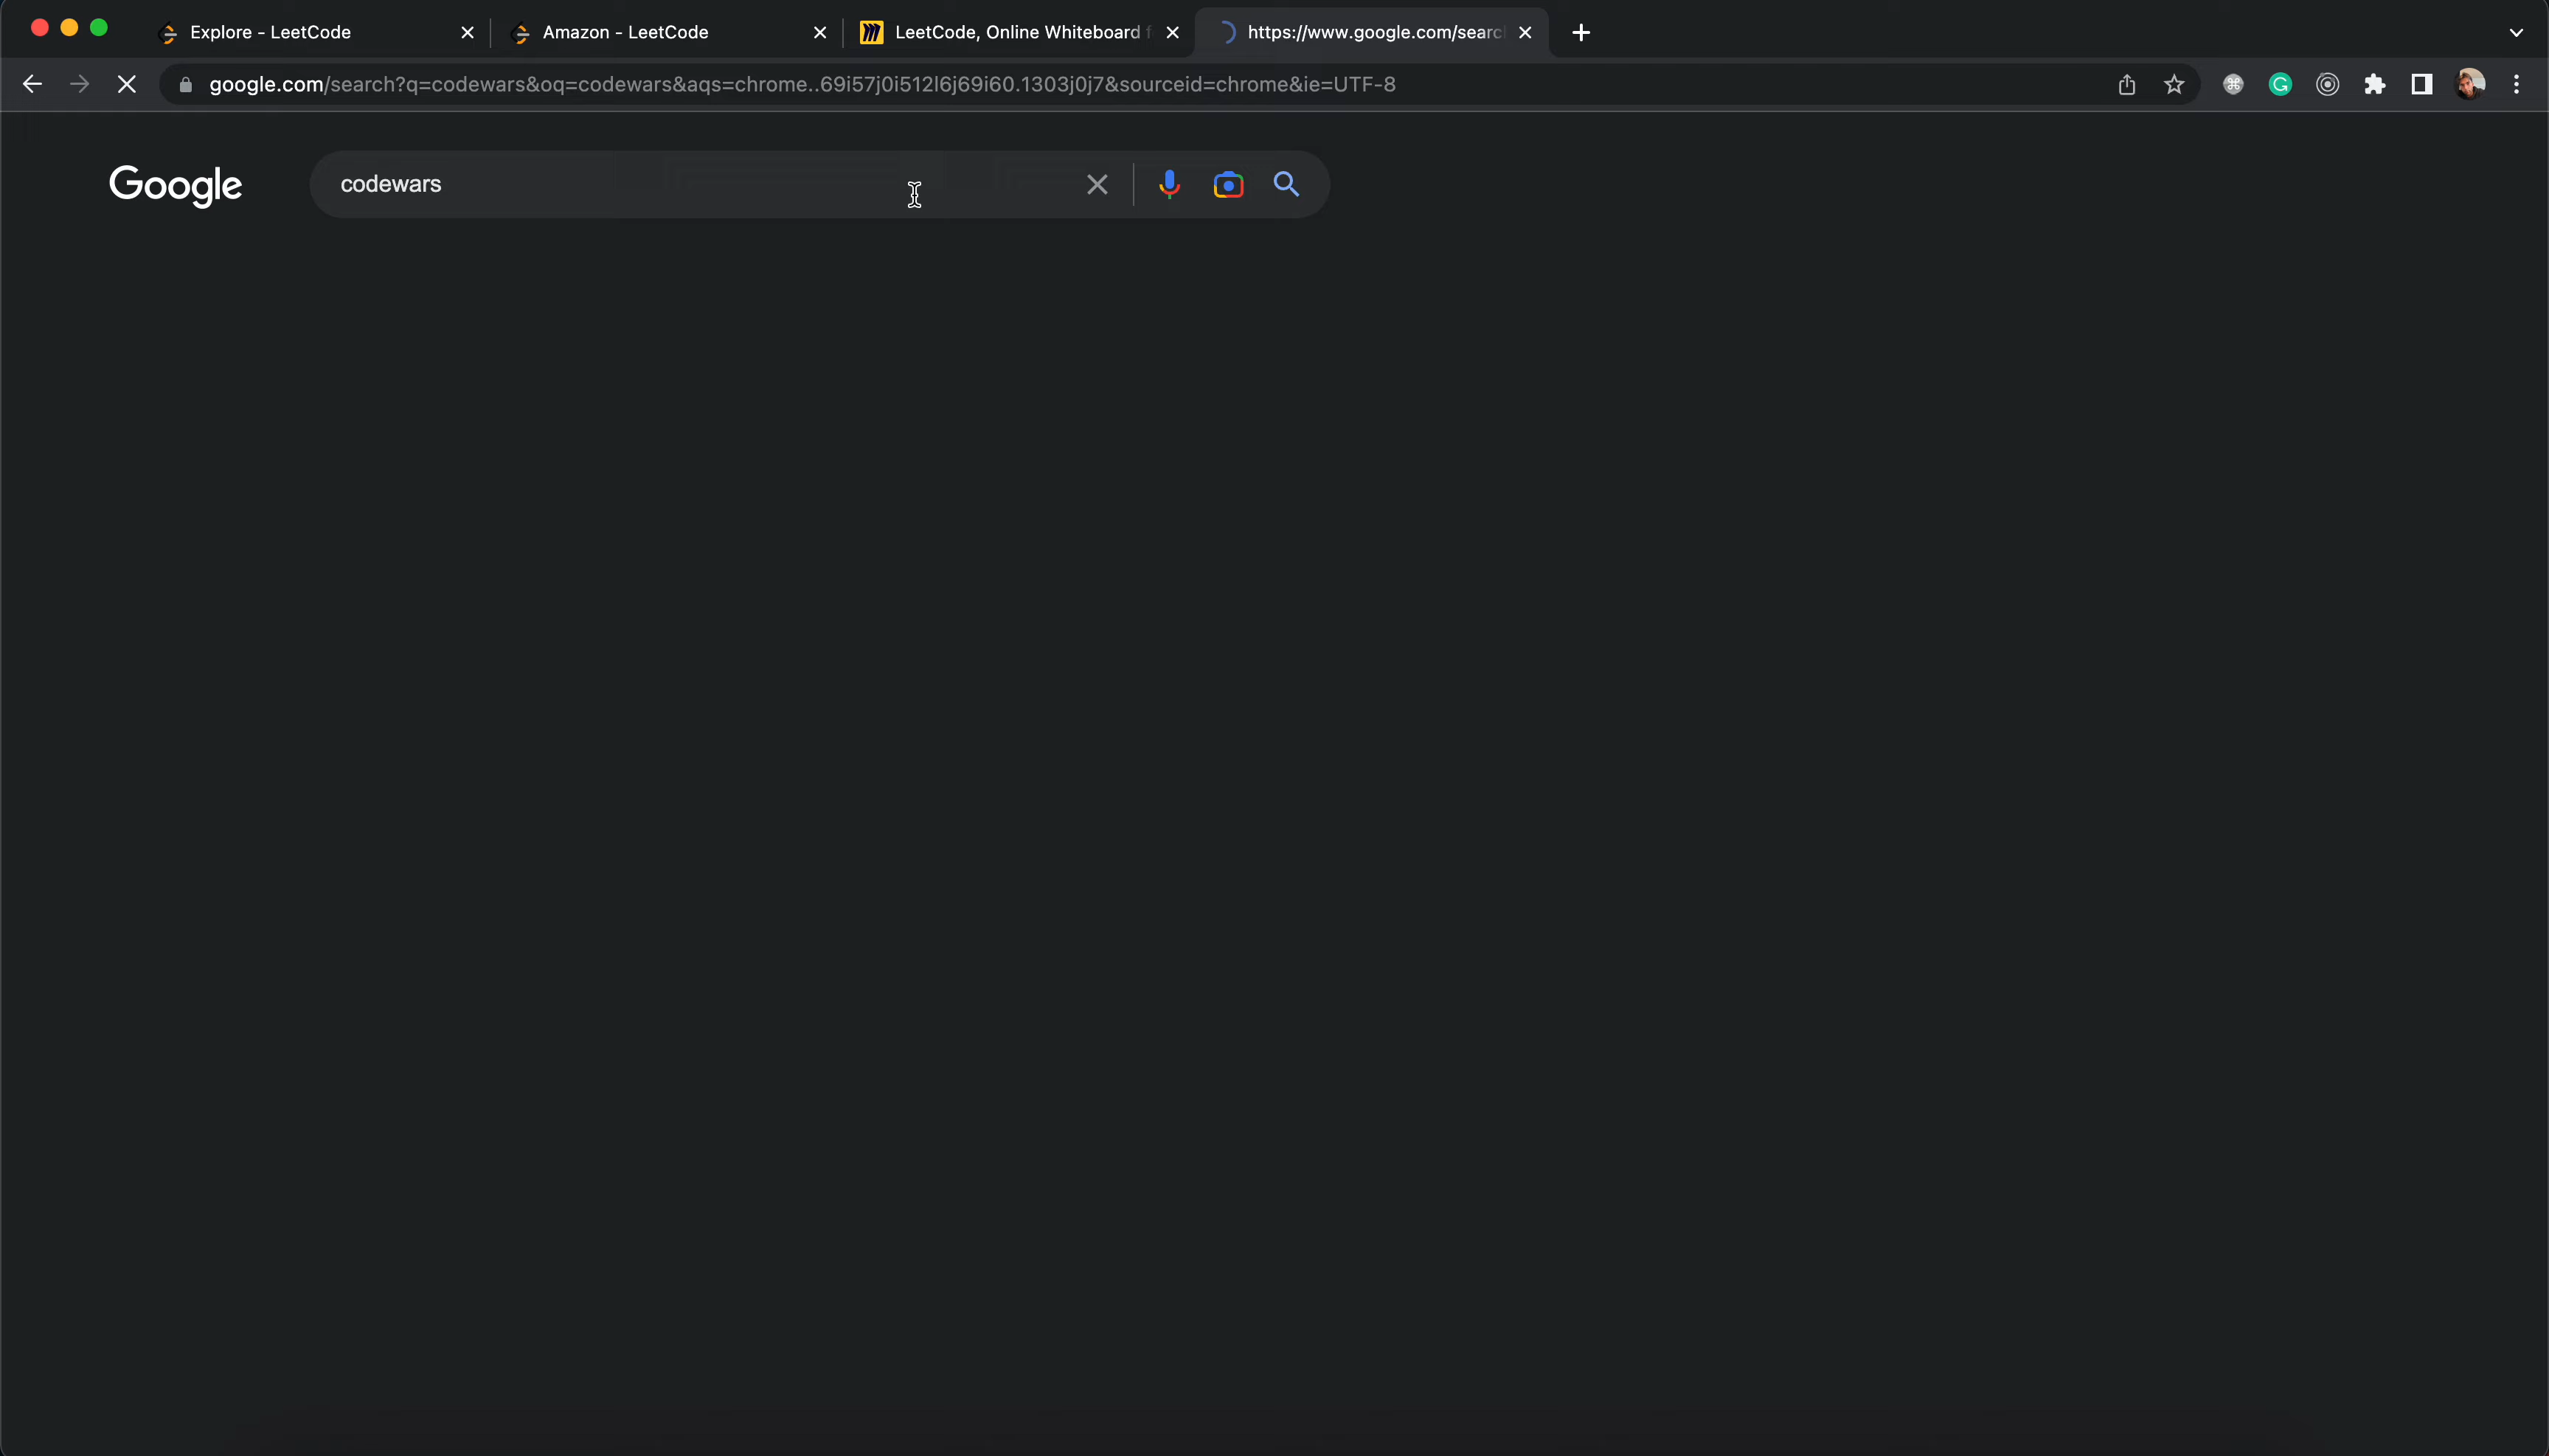 Explore - LeetCode
Amazon - LeetCode
LeetCode, Online Whiteboard f
https://www.google.com/searc
google.com/search?q=codewars&oq=codewars&aqs=chrome..69i57j0i512l6j69i60.1303j0j7&sourceid=chrome&ie=UTF-8
Google
codewars